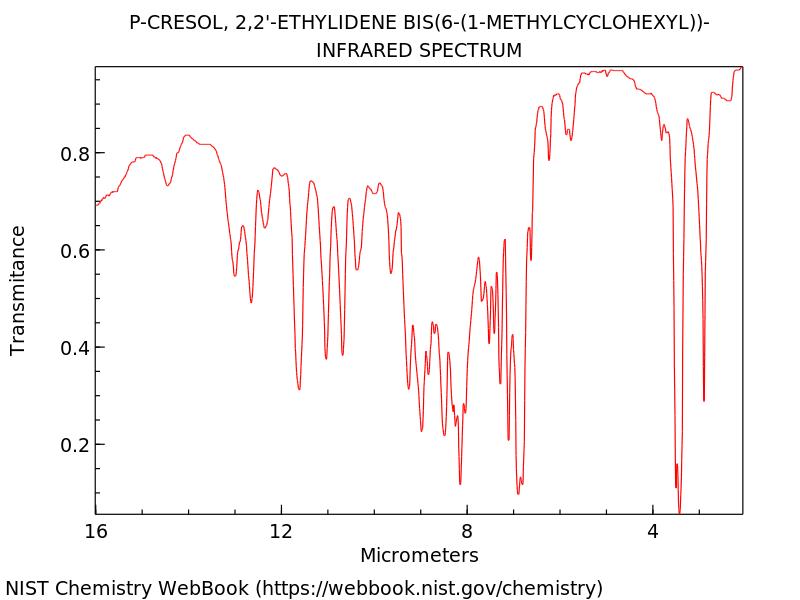 P-CRESOL, 2,2'-ETHYLIDENE BIS(6-(1-METHYLCYCLOHEXYL))-
INFRARED SPECTRUM
Transmitance
0.8
0.6
0.4
0.2
16
12
8
4
Micrometers
NIST Chemistry WebBook (https://webbook.nist.gov/chemistry)